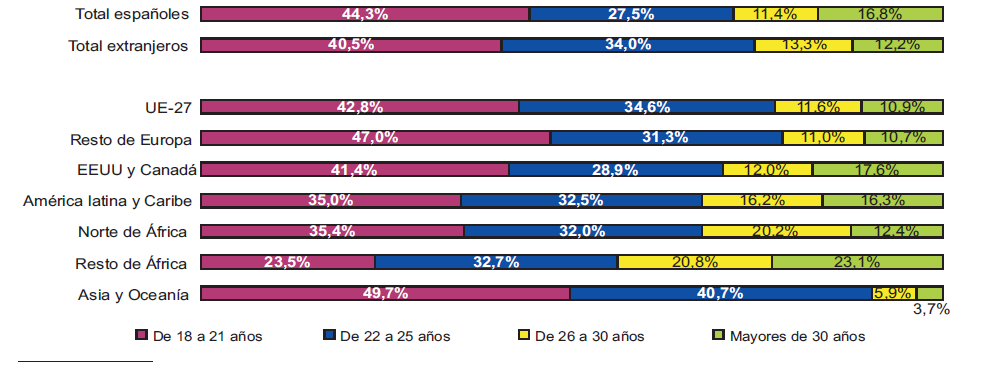 Total españoles 44,3% 27,5% 11,4% 16,8%
Total extranjeros 40,5% 34,0% 13,3% 12,2%
UE-27 42,8% 34,6% 11,6% 10,9%
Resto de Europa 47,0% 31,3% 11,0% 10,7%
EEUU y Canadá 41,4% 28,9% 12,0% 17,6%
América latina y Caribe 35,0% 32,5% 16,2% 16,3%
Norte de África 35,4% 32,0% 20,2% 12,4%
Resto de África 23,5% 32,7% 20,8% 23,1%
Asia y Oceanía 49,7% 40,7% 5,9%
3,7%
De 18 a 21 años De 22 a 25 años De 26 a 30 años Mayores de 30 años